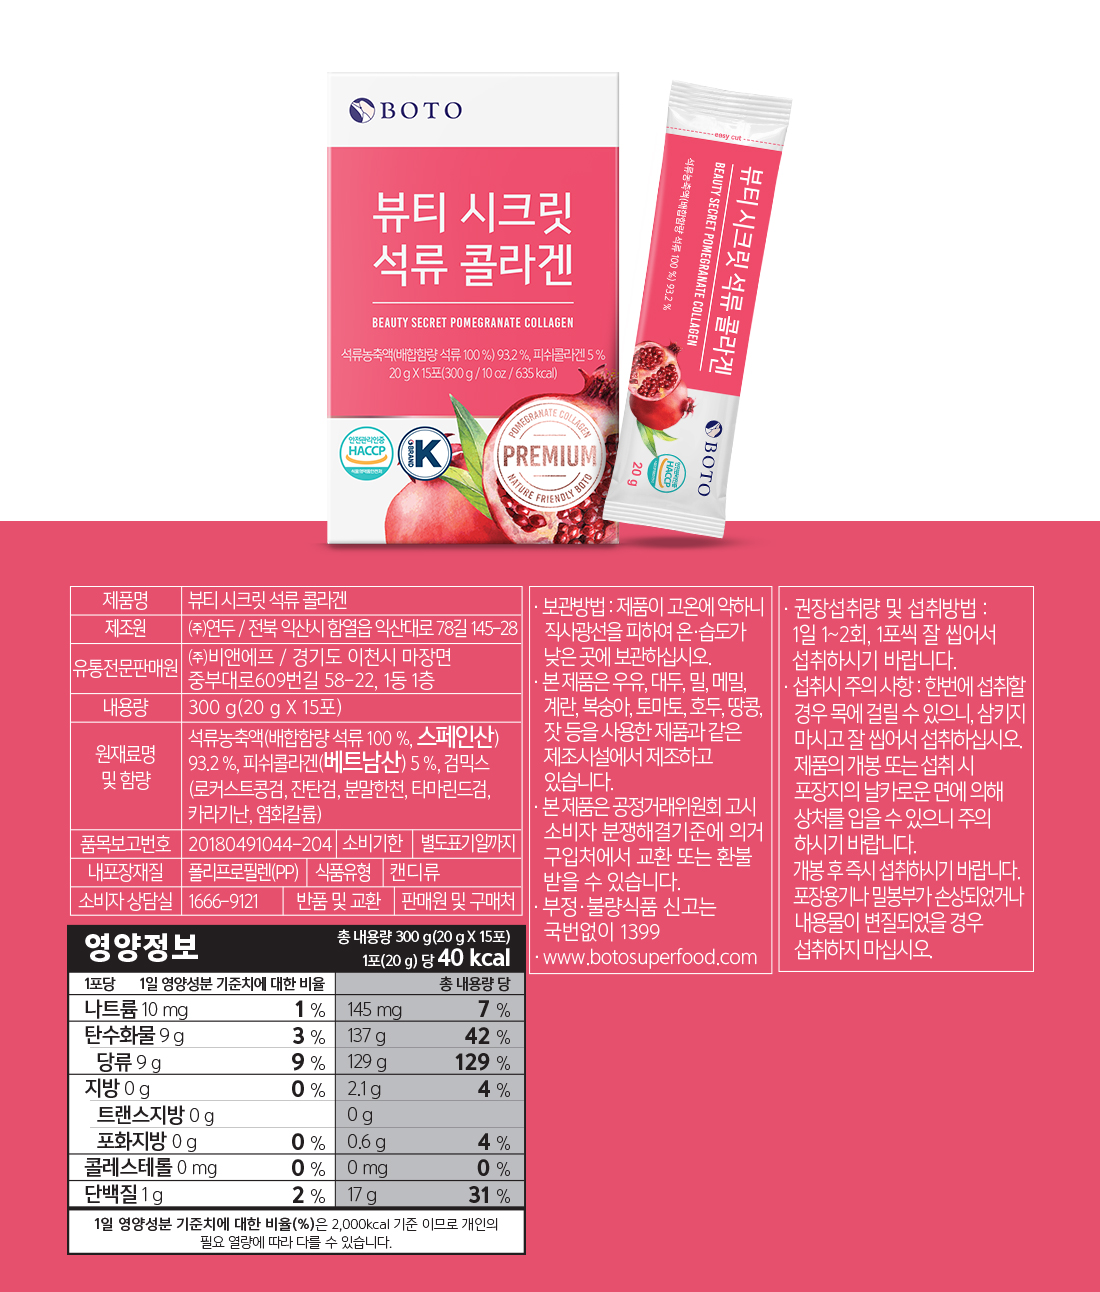 BOTO
뷰티 시크릿
석류 콜라겐
BEAUTY SECRET POMEGRANATE COLLAGEN
석류농축액(배합함량 석류 100 %) 93.2 %, 피쉬콜라겐 5 %
20 g X 15포(300 g / 10 oz / 635 kcal)
안전관리인증
HACCP
K
BRAND
POMEGRANATE COLLAGEN
PREMIUM
NATURE FRIENDLY BOTO
easy cut
뷰티 시크릿 석류 콜라겐
BEAUTY SECRET POMEGRANATE COLLAGEN
석류농축액(배합함량 석류 100 %) 93.2 %
BOTO
HACCP
20 g
제품명 뷰티 시크릿 석류 콜라겐
제조원 ㈜연두 / 전북 익산시 함열읍 익산대로 78길 145-28
유통전문판매원 ㈜비앤에프 / 경기도 이천시 마장면
중부대로609번길 58-22, 1동 1층
내용량 300 g(20 g X 15포)
원재료명
및 함량
석류농축액(배합함량 석류 100 %, 스페인산)
93.2 %, 피쉬콜라겐(베트남산) 5 %, 검믹스
(로커스트콩검, 잔탄검, 분말한천, 타마린드검,
카라기난, 염화칼륨)
품목보고번호 20180491044-204 소비기한 별도표기일까지
내포장재질 폴리프로필렌(PP) 식품유형 캔디류
소비자 상담실 1666-9121 반품 및 교환 판매원 및 구매처
· 보관방법 : 제품이 고온에 약하니
직사광선을 피하여 온·습도가
낮은 곳에 보관하십시오.
· 본 제품은 우유, 대두, 밀, 메밀,
계란, 복숭아, 토마토, 호두, 땅콩,
잣 등을 사용한 제품과 같은
제조시설에서 제조하고
있습니다.
· 본 제품은 공정거래위원회 고시
소비자 분쟁해결기준에 의거
구입처에서 교환 또는 환불
받을 수 있습니다.
· 부정·불량식품 신고는
국번없이 1399
· www.botosuperfood.com
· 권장섭취량 및 섭취방법 :
1일 1~2회, 1포씩 잘 씹어서
섭취하시기 바랍니다.
· 섭취시 주의 사항 : 한번에 섭취할
경우 목에 걸릴 수 있으니, 삼키지
마시고 잘 씹어서 섭취하십시오.
제품의 개봉 또는 섭취 시
포장지의 날카로운 면에 의해
상처를 입을 수 있으니 주의
하시기 바랍니다.
개봉 후 즉시 섭취하시기 바랍니다.
포장용기나 밀봉부가 손상되었거나
내용물이 변질되었을 경우
섭취하지 마십시오.
영양정보
총 내용량 300 g(20 g X 15포)
1포(20 g) 당 40 kcal
1포당 1일 영양성분 기준치에 대한 비율 총 내용량 당
나트륨 10 mg 1 % 145 mg 7 %
탄수화물 9 g 3 % 137 g 42 %
당류 9 g 9 % 129 g 129 %
지방 0 g 0 % 2.1 g 4 %
트랜스지방 0 g 0 g
포화지방 0 g 0 % 0.6 g 4 %
콜레스테롤 0 mg 0 % 0 mg 0 %
단백질 1 g 2 % 17 g 31 %
1일 영양성분 기준치에 대한 비율(%)은 2,000kcal 기준 이므로 개인의
필요 열량에 따라 다를 수 있습니다.